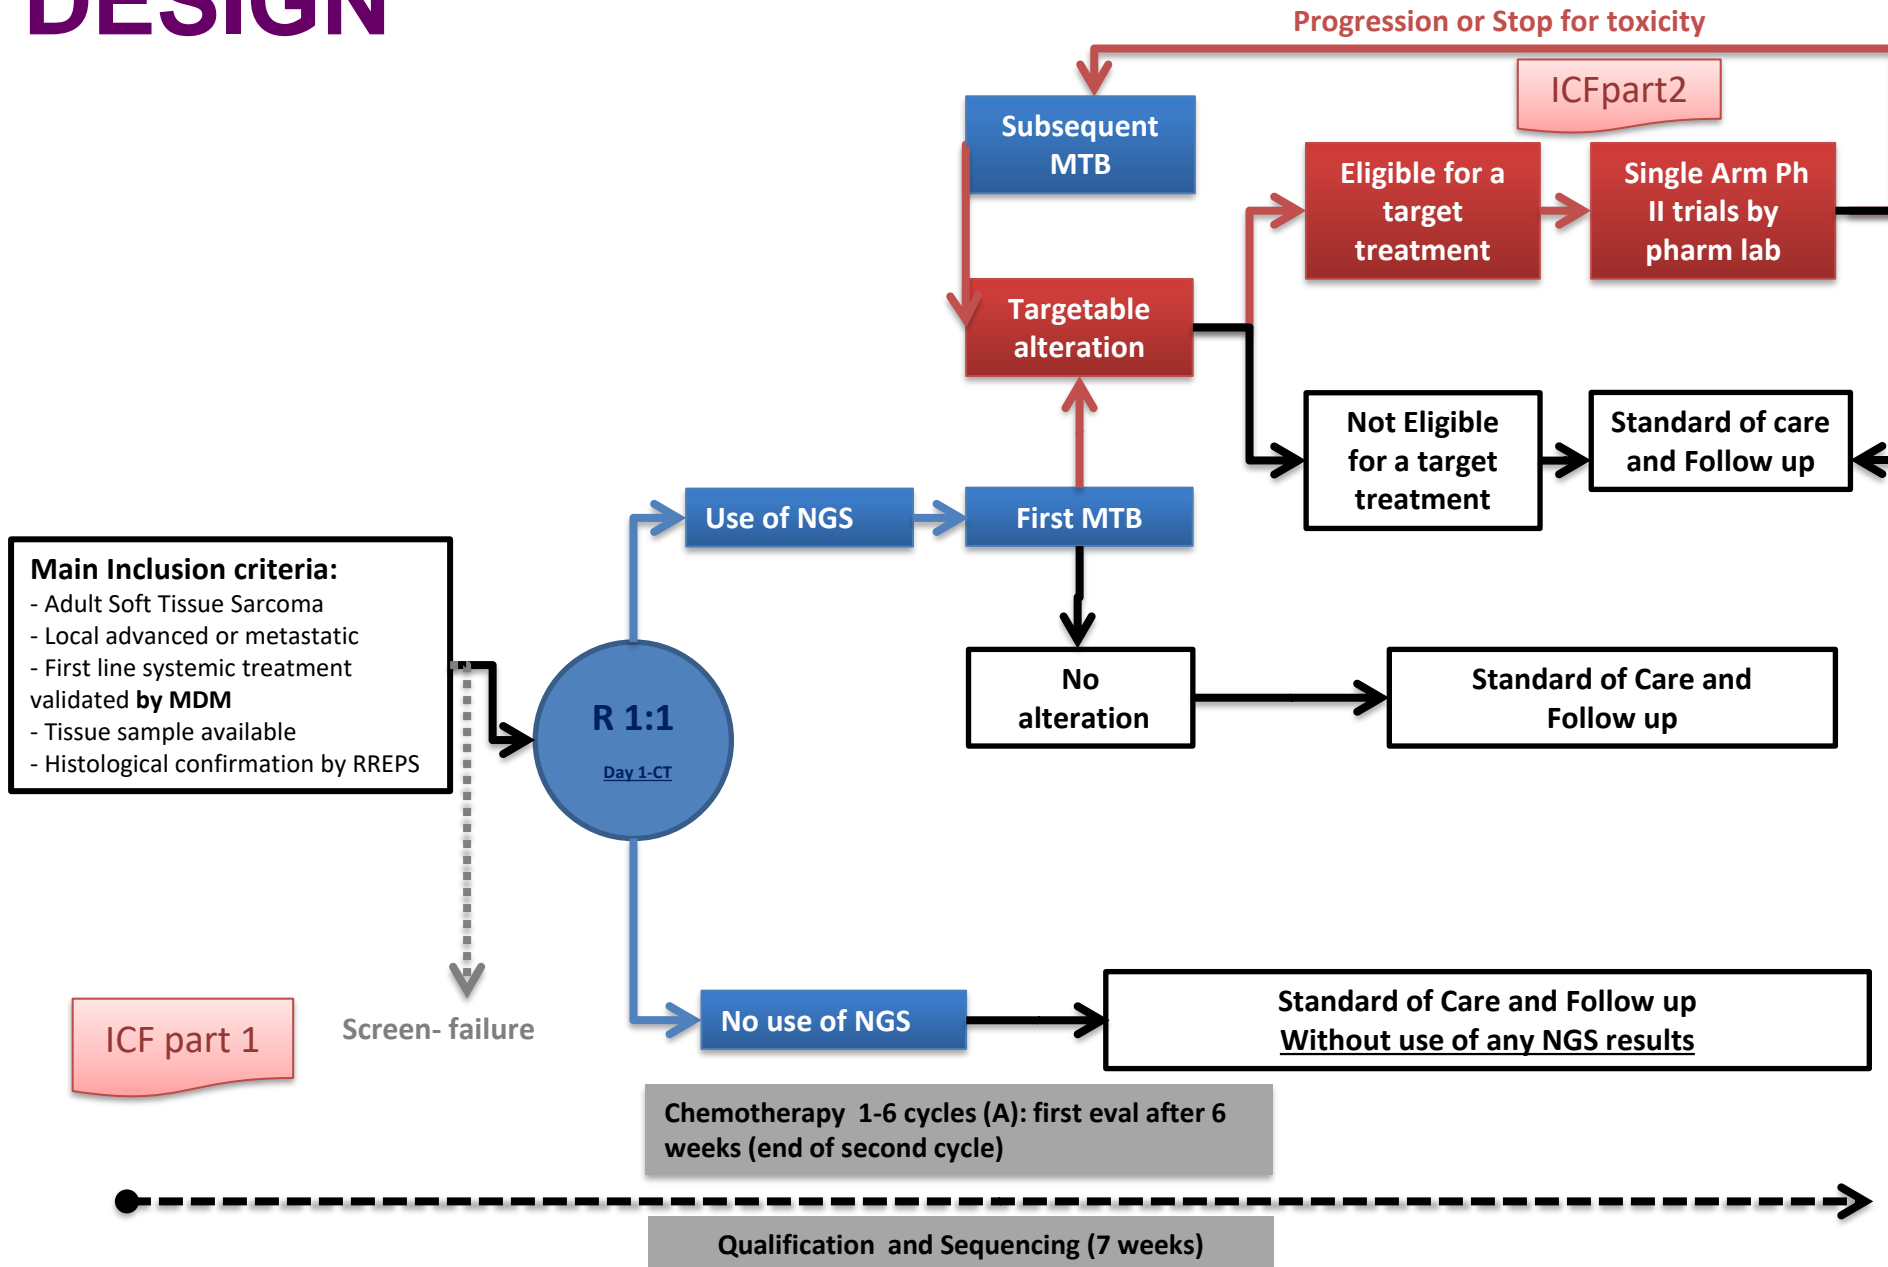 DESIGN
Progression or Stop for toxicity
ICFpart2
Subsequent
MTB
Eligible for a
target
treatment
Single Arm Ph
II trials by
pharm lab
Targetable
alteration
Not Eligible
for a target
treatment
Standard of care
and Follow up
Use of NGS
First MTB
Main Inclusion criteria:
- Adult Soft Tissue Sarcoma
- Local advanced or metastatic
- First line systemic treatment
validated by MDM
- Tissue sample available
- Histological confirmation by RREPS
R 1:1
Day 1-CT
No
alteration
Standard of Care and
Follow up
ICF part 1
Screen- failure
No use of NGS
Standard of Care and Follow up
Without use of any NGS results
Chemotherapy 1-6 cycles (A): first eval after 6
weeks (end of second cycle)
Qualification and Sequencing (7 weeks)